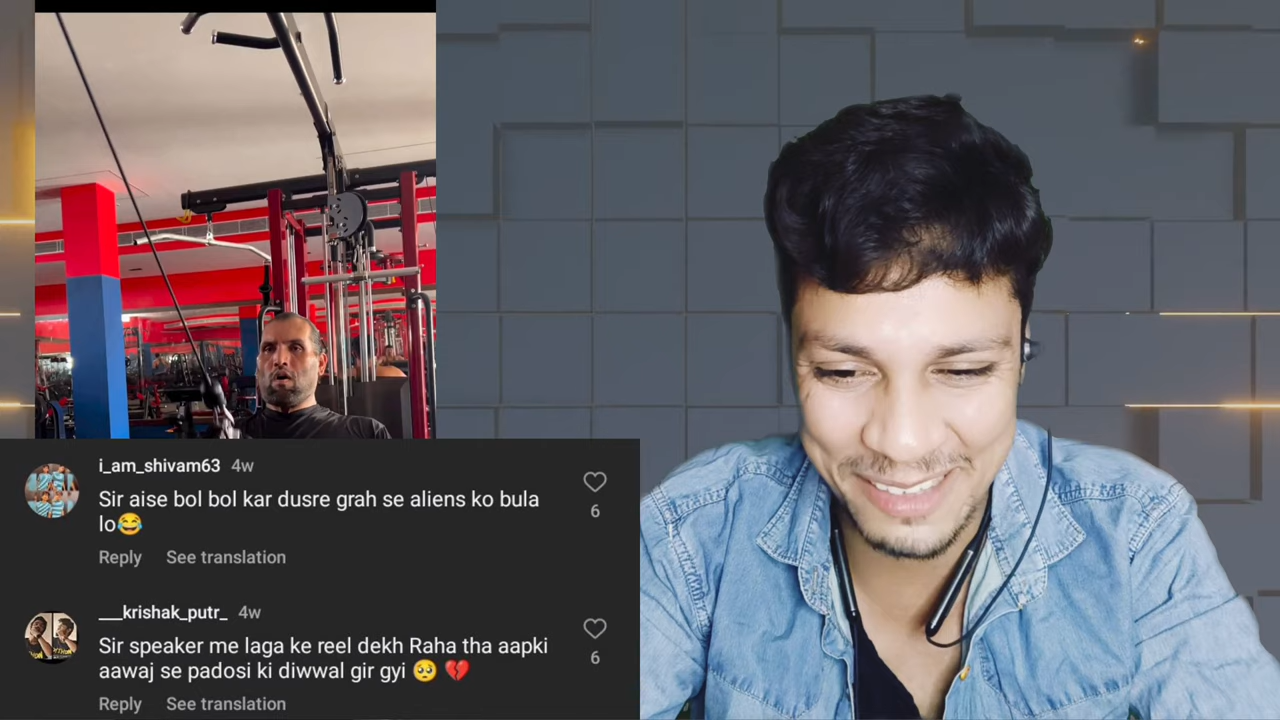 i_am_shivam63 4w
Sir aise bol bol kar dusre grah se aliens ko bula
lo😂
6
Reply See translation
___krishak_putr_ 4w
Sir speaker me laga ke reel dekh Raha tha aapki
aawaj se padosi ki diwwal gir gyi 🥺 💔
6
Reply See translation